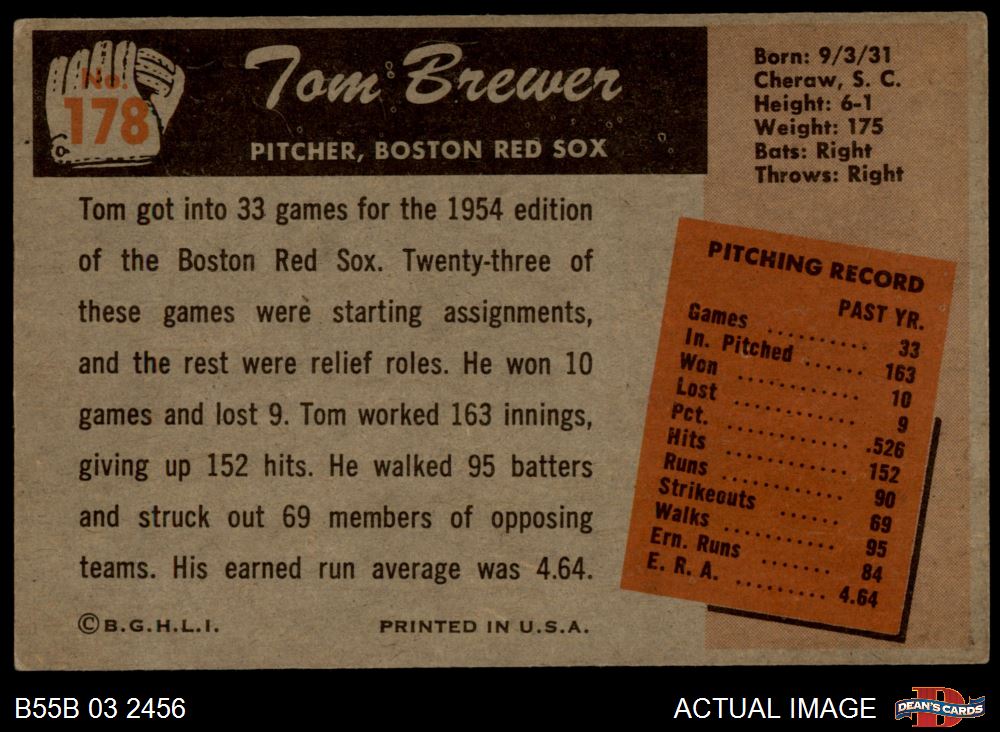 No.
178
Tom Brewer
PITCHER, BOSTON RED SOX
Born: 9/3/31
Cheraw, S. C.
Height: 6-1
Weight: 175
Bats: Right
Throws: Right
Tom got into 33 games for the 1954 edition
of the Boston Red Sox. Twenty-three of
these games were starting assignments,
and the rest were relief roles. He won 10
games and lost 9. Tom worked 163 innings,
giving up 152 hits. He walked 95 batters
and struck out 69 members of opposing
teams. His earned run average was 4.64.
©B.G.H.L.I. PRINTED IN U.S.A.
PITCHING RECORD
PAST YR.
Games .......... 33
In. Pitched ...... 163
Won ............ 10
Lost ............ 9
Pct. ............ .526
Hits ............ 152
Runs ............ 90
Strikeouts ...... 69
Walks ........... 95
Ern. Runs ....... 84
E. R. A. ......... 4.64
B55B 03 2456
ACTUAL IMAGE
D
DEAN'S CARDS